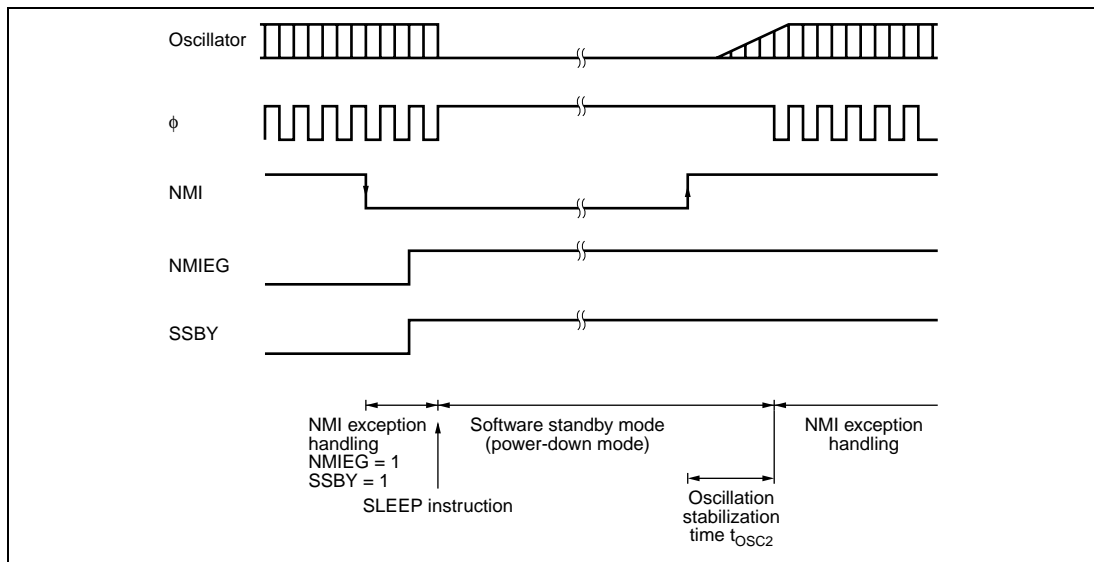 Oscillator
ϕ
NMI
NMIEG
SSBY
NMI exception
handling
NMIEG = 1
SSBY = 1
Software standby mode
(power-down mode)
NMI exception
handling
SLEEP instruction
Oscillation
stabilization
time tOSC2